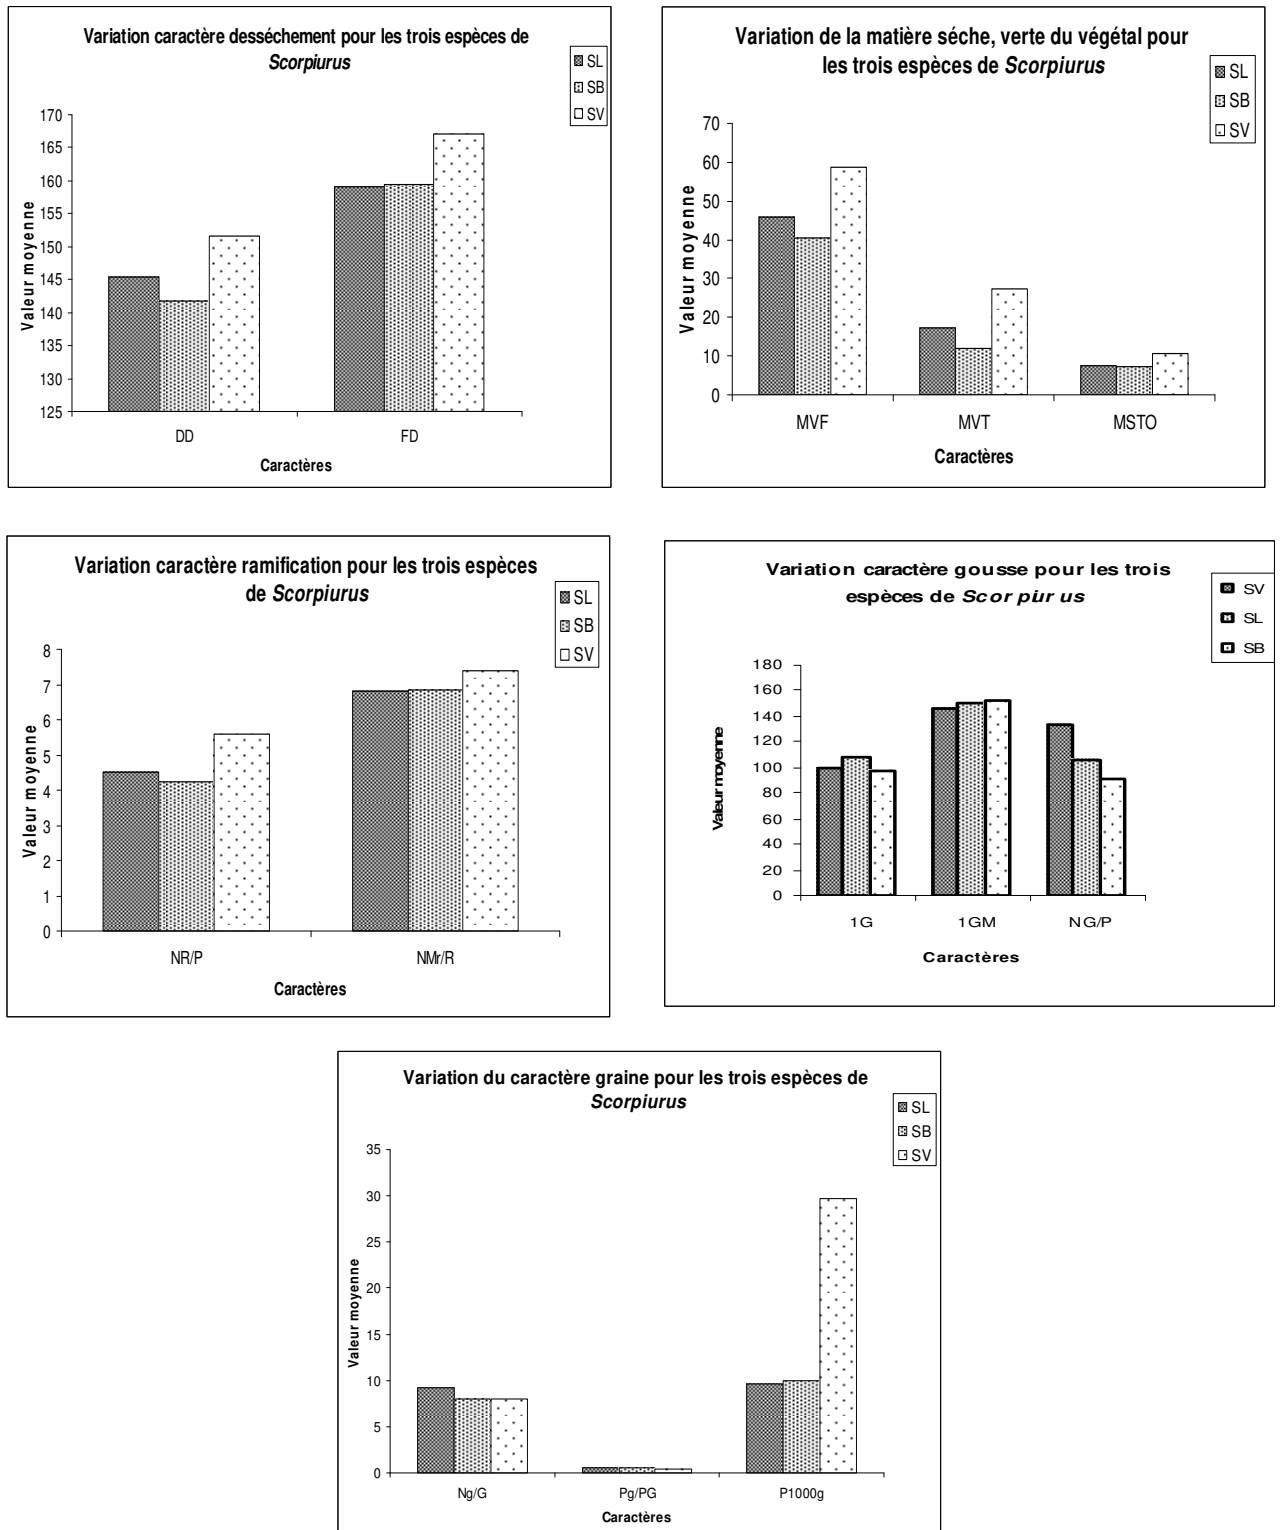 Variation caractère desséchement pour les trois espèces de
Scorpiurus
SL
SB
SV
170
165
160
155
150
145
140
135
130
125
Valeur moyenne
DD
FD
Caractères
Variation de la matière séche, verte du végétal pour
les trois espèces de Scorpiurus
SL
SB
SV
70
60
50
40
30
20
10
0
Valeur moyenne
MVF
MVT
MSTO
Caractères
Variation caractère ramification pour les trois espèces
de Scorpiurus
SL
SB
SV
8
7
6
5
4
3
2
1
0
Valeur moyenne
NR/P
NMr/R
Caractères
Variation caractère gousse pour les trois
espèces de Scorpiurus
SV
SL
SB
180
160
140
120
100
80
60
40
20
0
Valeur moyenne
1G
1GM
NG/P
Caractères
Variation du caractère graine pour les trois espèces de
Scorpiurus
SL
SB
SV
35
30
25
20
15
10
5
0
Valeur moyenne
Ng/G
Pg/PG
P1000g
Caractères